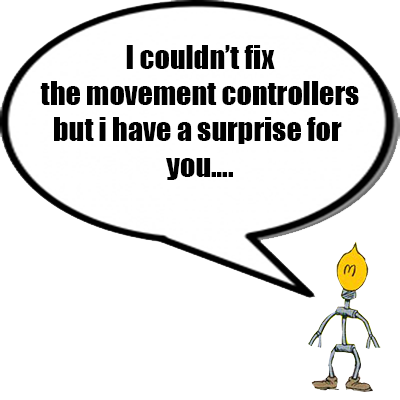 I couldn't fix
the movement controllers
but i have a surprise for
you....
m